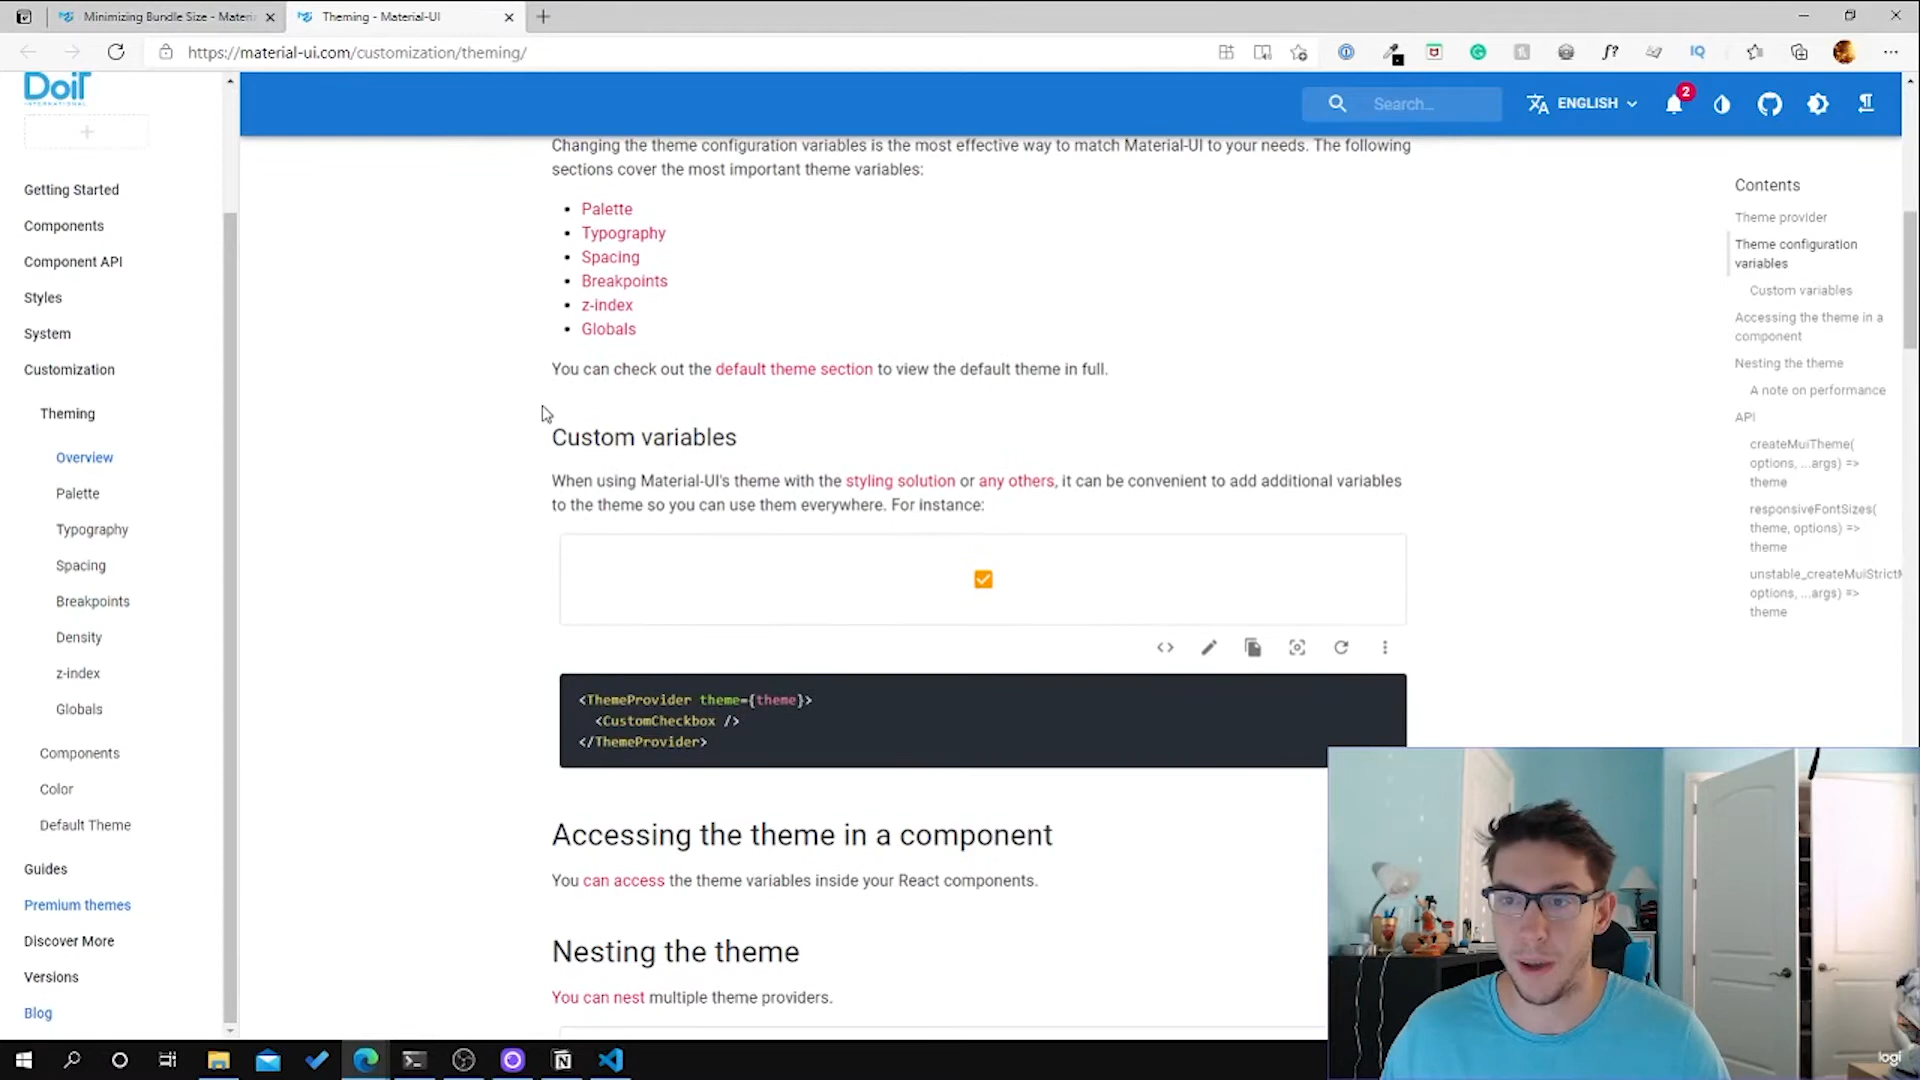 Minimizing Bundle Size - Materi
Theming - Material-UI
https://material-ui.com/customization/theming/
DoiT
INTERNATIONAL
+
Search...
ENGLISH
2
Getting Started
Components
Component API
Styles
System
Customization
Theming
Overview
Palette
Typography
Spacing
Breakpoints
Density
z-index
Globals
Components
Color
Default Theme
Guides
Premium themes
Discover More
Versions
Blog
Changing the theme configuration variables is the most effective way to match Material-UI to your needs. The following
sections cover the most important theme variables:
• Palette
• Typography
• Spacing
• Breakpoints
• z-index
• Globals
You can check out the default theme section to view the default theme in full.
Custom variables
When using Material-UI's theme with the styling solution or any others, it can be convenient to add additional variables
to the theme so you can use them everywhere. For instance:
<ThemeProvider theme={theme}>
<CustomCheckbox />
</ThemeProvider>
Accessing the theme in a component
You can access the theme variables inside your React components.
Nesting the theme
You can nest multiple theme providers.
Contents
Theme provider
Theme configuration
variables
Custom variables
Accessing the theme in a
component
Nesting the theme
A note on performance
API
createMuiTheme(
options, ...args) =>
theme
responsiveFontSizes(
theme, options) =>
theme
unstable_createMuiStrictM
options, ...args) =>
theme
f?
IQ
logi